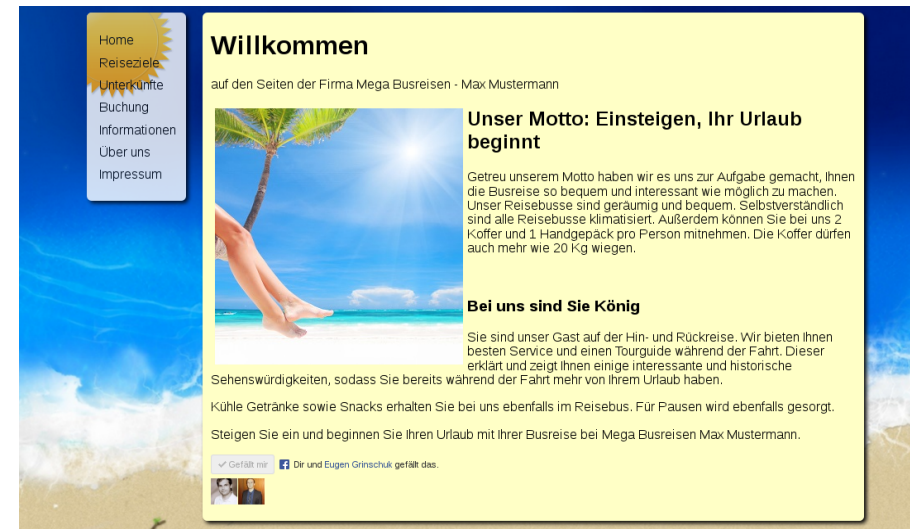 Home
Reiseziele
Unterkünfte
Buchung
Informationen
Über uns
Impressum
Willkommen
auf den Seiten der Firma Mega Busreisen - Max Mustermann
Unser Motto: Einsteigen, Ihr Urlaub
beginnt
Getreu unserem Motto haben wir es uns zur Aufgabe gemacht, Ihnen
die Busreise so bequem und interessant wie möglich zu machen.
Unser Reisebusse sind geräumig und bequem. Selbstverständlich
sind alle Reisebusse klimatisiert. Außerdem können Sie bei uns 2
Koffer und 1 Handgepäck pro Person mitnehmen. Die Koffer dürfen
auch mehr wie 20 Kg wiegen.
Bei uns sind Sie König
Sie sind unser Gast auf der Hin- und Rückreise. Wir bieten Ihnen
besten Service und einen Tourguide während der Fahrt. Dieser
erklärt und zeigt Ihnen einige interessante und historische
Sehenswürdigkeiten, sodass Sie bereits während der Fahrt mehr von Ihrem Urlaub haben.
Kühle Getränke sowie Snacks erhalten Sie bei uns ebenfalls im Reisebus. Für Pausen wird ebenfalls gesorgt.
Steigen Sie ein und beginnen Sie Ihren Urlaub mit Ihrer Busreise bei Mega Busreisen Max Mustermann.
Gefällt mir Dir und Eugen Grinschuk gefällt das.